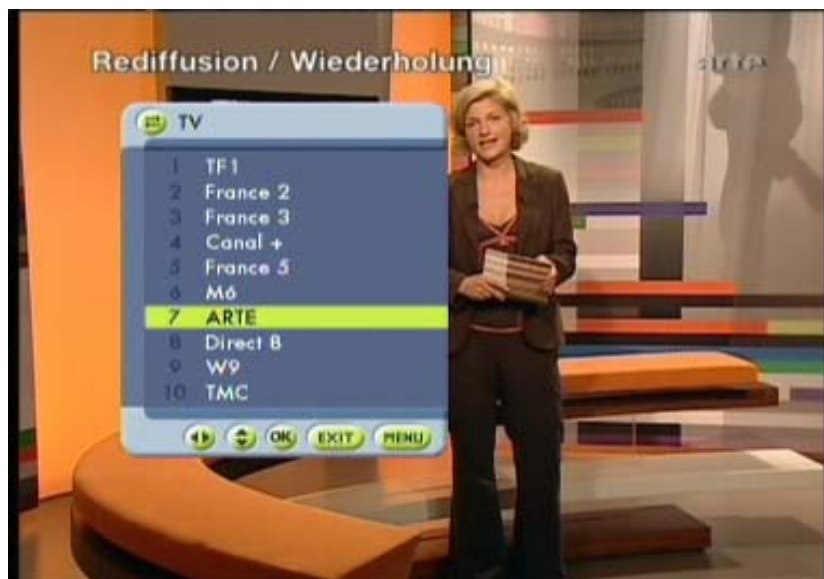 Rediffusion / Wiederholung
arte
TV
1 TF1
2 France 2
3 France 3
4 Canal +
5 France 5
6 M6
7 ARTE
8 Direct 8
9 W9
10 TMC
OK EXIT MENU